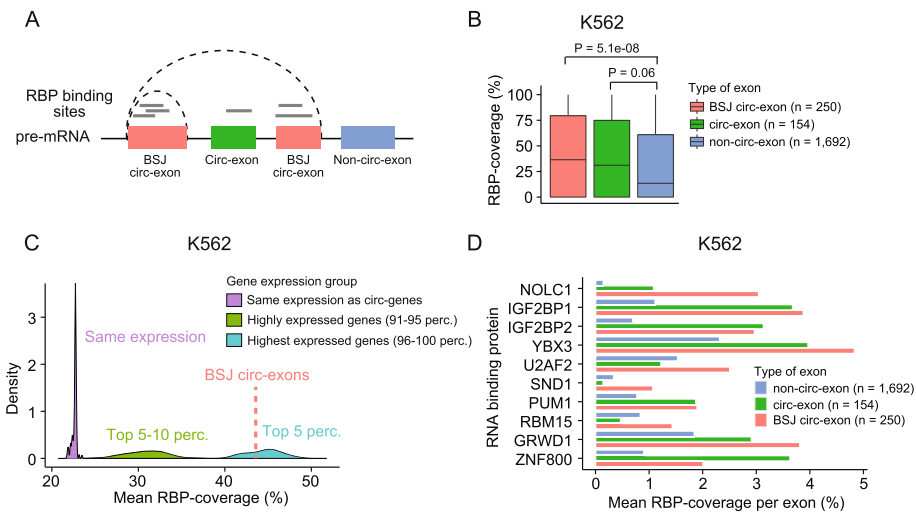 A
RBP binding
sites
pre-mRNA
BSJ
circ-exon
Circ-exon
BSJ
circ-exon
Non-circ-exon
B
K562
P = 5.1e-08
P = 0.06
RBP-coverage (%)
100
75
50
25
0
Type of exon
BSJ circ-exon (n = 250)
circ-exon (n = 154)
non-circ-exon (n = 1,692)
C
K562
Gene expression group
Same expression as circ-genes
Highly expressed genes (91-95 perc.)
Highest expressed genes (96-100 perc.)
Same expression
BSJ circ-exons
Top 5-10 perc.
Top 5 perc.
Density
3
2
1
0
20
30
40
50
Mean RBP-coverage (%)
D
K562
RNA binding protein
NOLC1
IGF2BP1
IGF2BP2
YBX3
U2AF2
SND1
PUM1
RBM15
GRWD1
ZNF800
Type of exon
non-circ-exon (n = 1,692)
circ-exon (n = 154)
BSJ circ-exon (n = 250)
0
1
2
3
4
5
Mean RBP-coverage per exon (%)